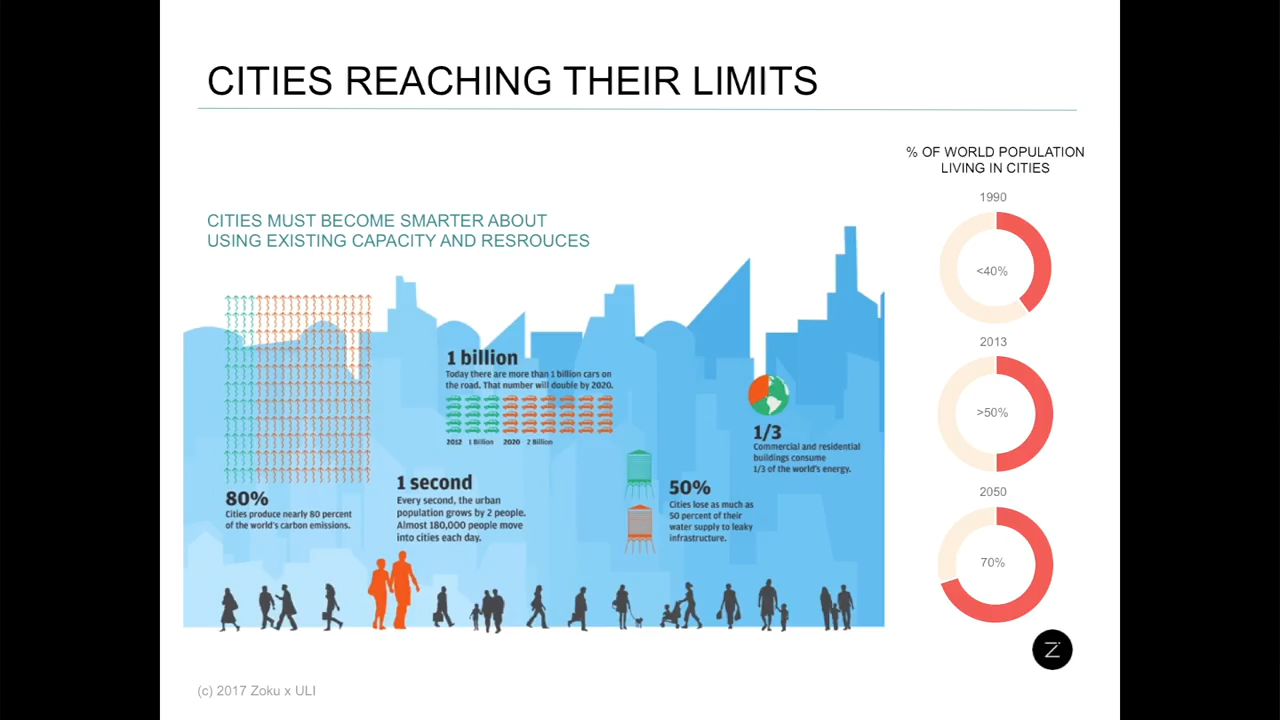 CITIES REACHING THEIR LIMITS
CITIES MUST BECOME SMARTER ABOUT
USING EXISTING CAPACITY AND RESROUCES
80%
Cities produce nearly 80 percent
of the world's carbon emissions.
1 billion
Today there are more than 1 billion cars on
the road. That number will double by 2020.
2012 1 Billion 2020 2 Billion
1 second
Every second, the urban
population grows by 2 people.
Almost 180,000 people move
into cities each day.
50%
Cities lose as much as
50 percent of their
water supply to leaky
infrastructure.
1/3
Commercial and residential
buildings consume
1/3 of the world's energy.
% OF WORLD POPULATION
LIVING IN CITIES
1990
<40%
2013
>50%
2050
70%
Z
(c) 2017 Zoku x ULI